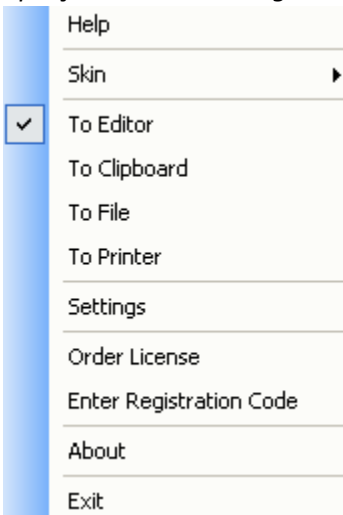 Help
Skin
To Editor
To Clipboard
To File
To Printer
Settings
Order License
Enter Registration Code
About
Exit